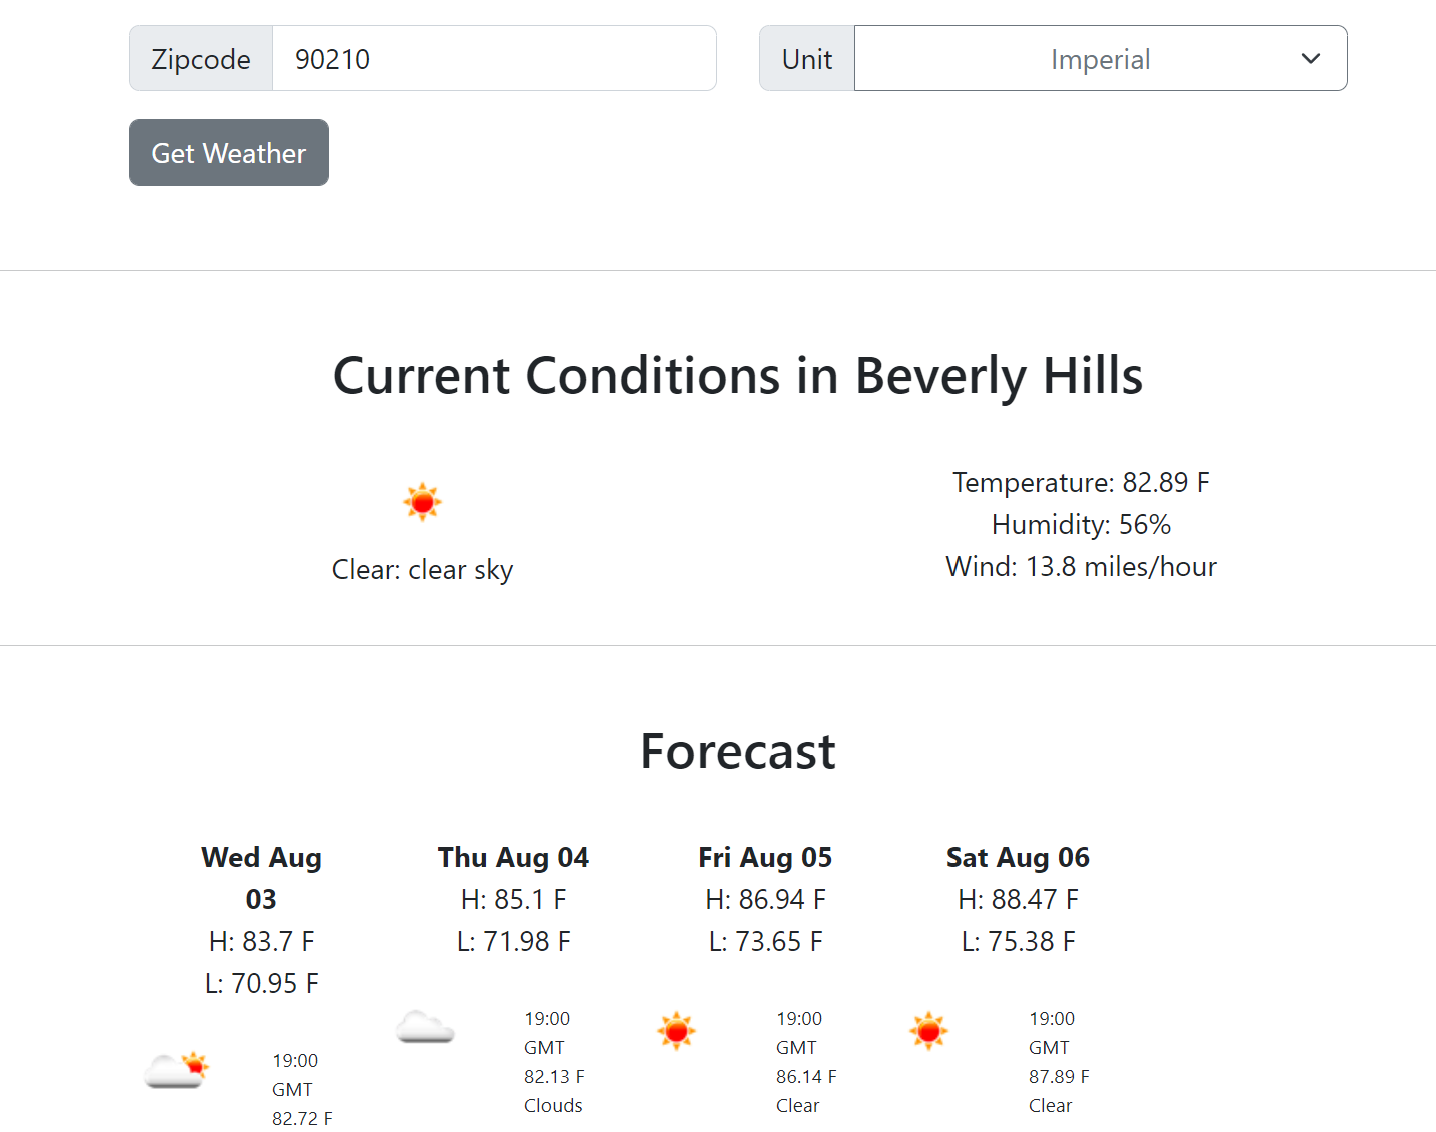 Zipcode 90210 Unit Imperial
Get Weather
Current Conditions in Beverly Hills
Clear: clear sky
Temperature: 82.89 F
Humidity: 56%
Wind: 13.8 miles/hour
Forecast
Wed Aug
03
H: 83.7 F
L: 70.95 F
19:00
GMT
82.72 F
Thu Aug 04
H: 85.1 F
L: 71.98 F
19:00
GMT
82.13 F
Clouds
Fri Aug 05
H: 86.94 F
L: 73.65 F
19:00
GMT
86.14 F
Clear
Sat Aug 06
H: 88.47 F
L: 75.38 F
19:00
GMT
87.89 F
Clear